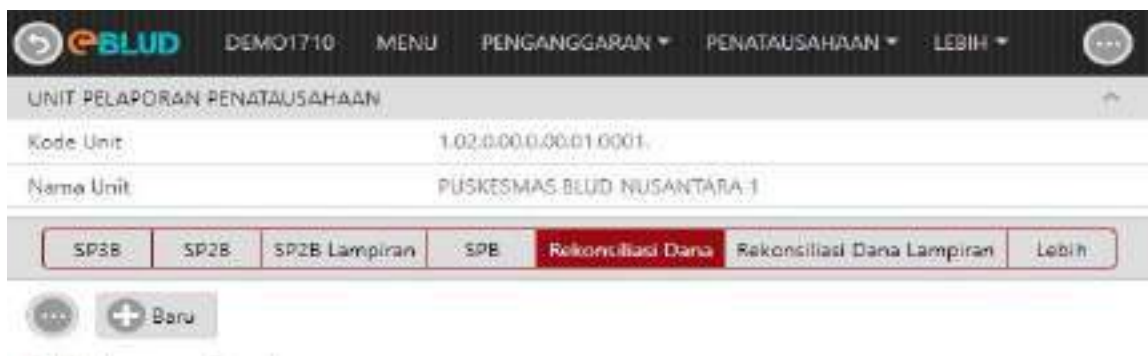 eBLUD DEMO1710 MENU PENGANGGARAN PENATAUSAHAAN LEBIH
UNIT PELAPORAN PENATAUSAHAAN
Kode Unit 1.02.0.00.0.00.01.0001.
Nama Unit PUSKESMAS BLUD NUSANTARA 1
SP3B SP2B SP2B Lampiran SPB Rekonsiliasi Dana Rekonsiliasi Dana Lampiran Lebih
Baru